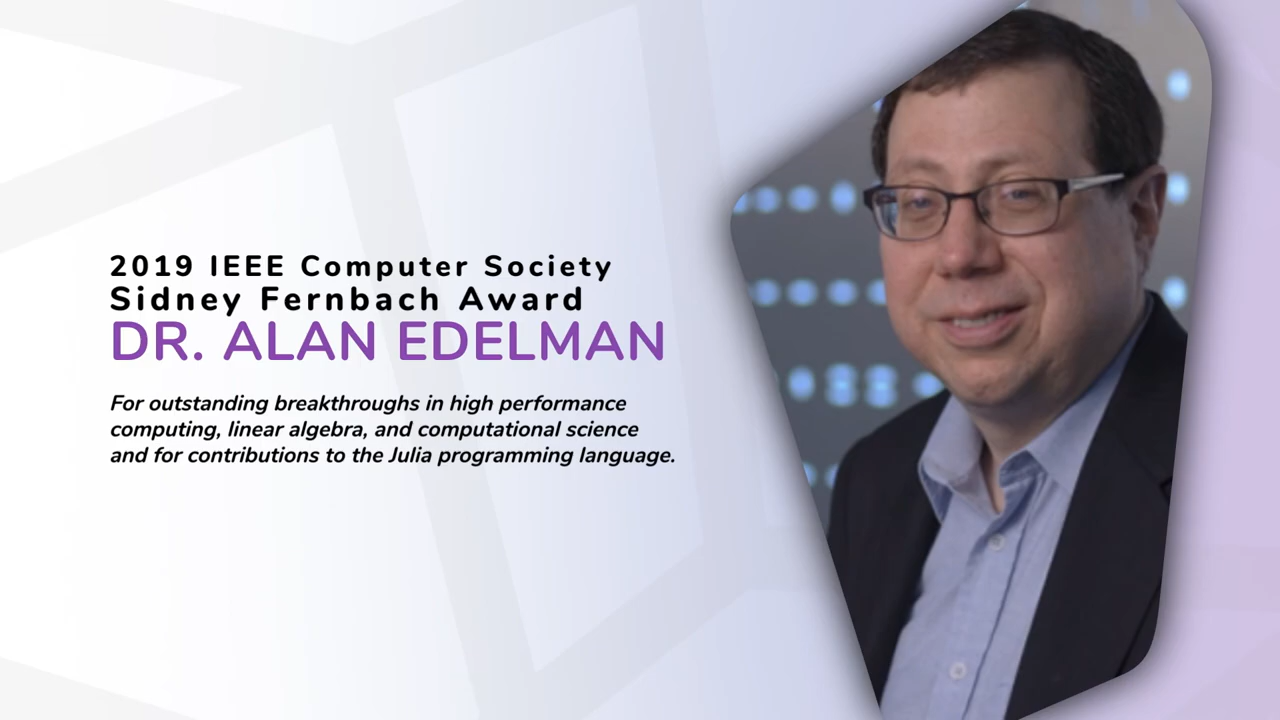 2019 IEEE Computer Society
Sidney Fernbach Award
DR. ALAN EDELMAN
For outstanding breakthroughs in high performance
computing, linear algebra, and computational science
and for contributions to the Julia programming language.